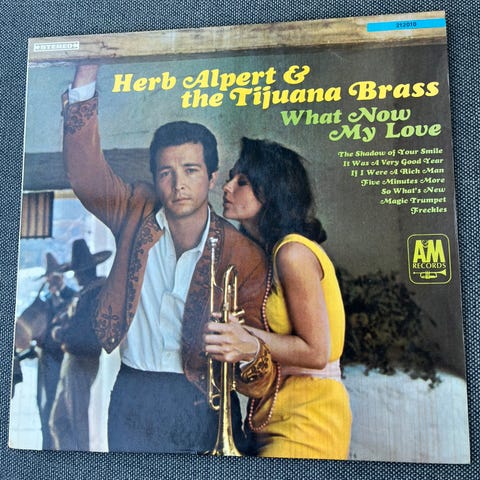 STEREO
212010
Herb Alpert &
the Tijuana Brass
What Now
My Love
The Shadow of Your Smile
It Was A Very Good Year
If I Were A Rich Man
Five Minutes More
So What's New
Magic Trumpet
Freckles
A&M
RECORDS